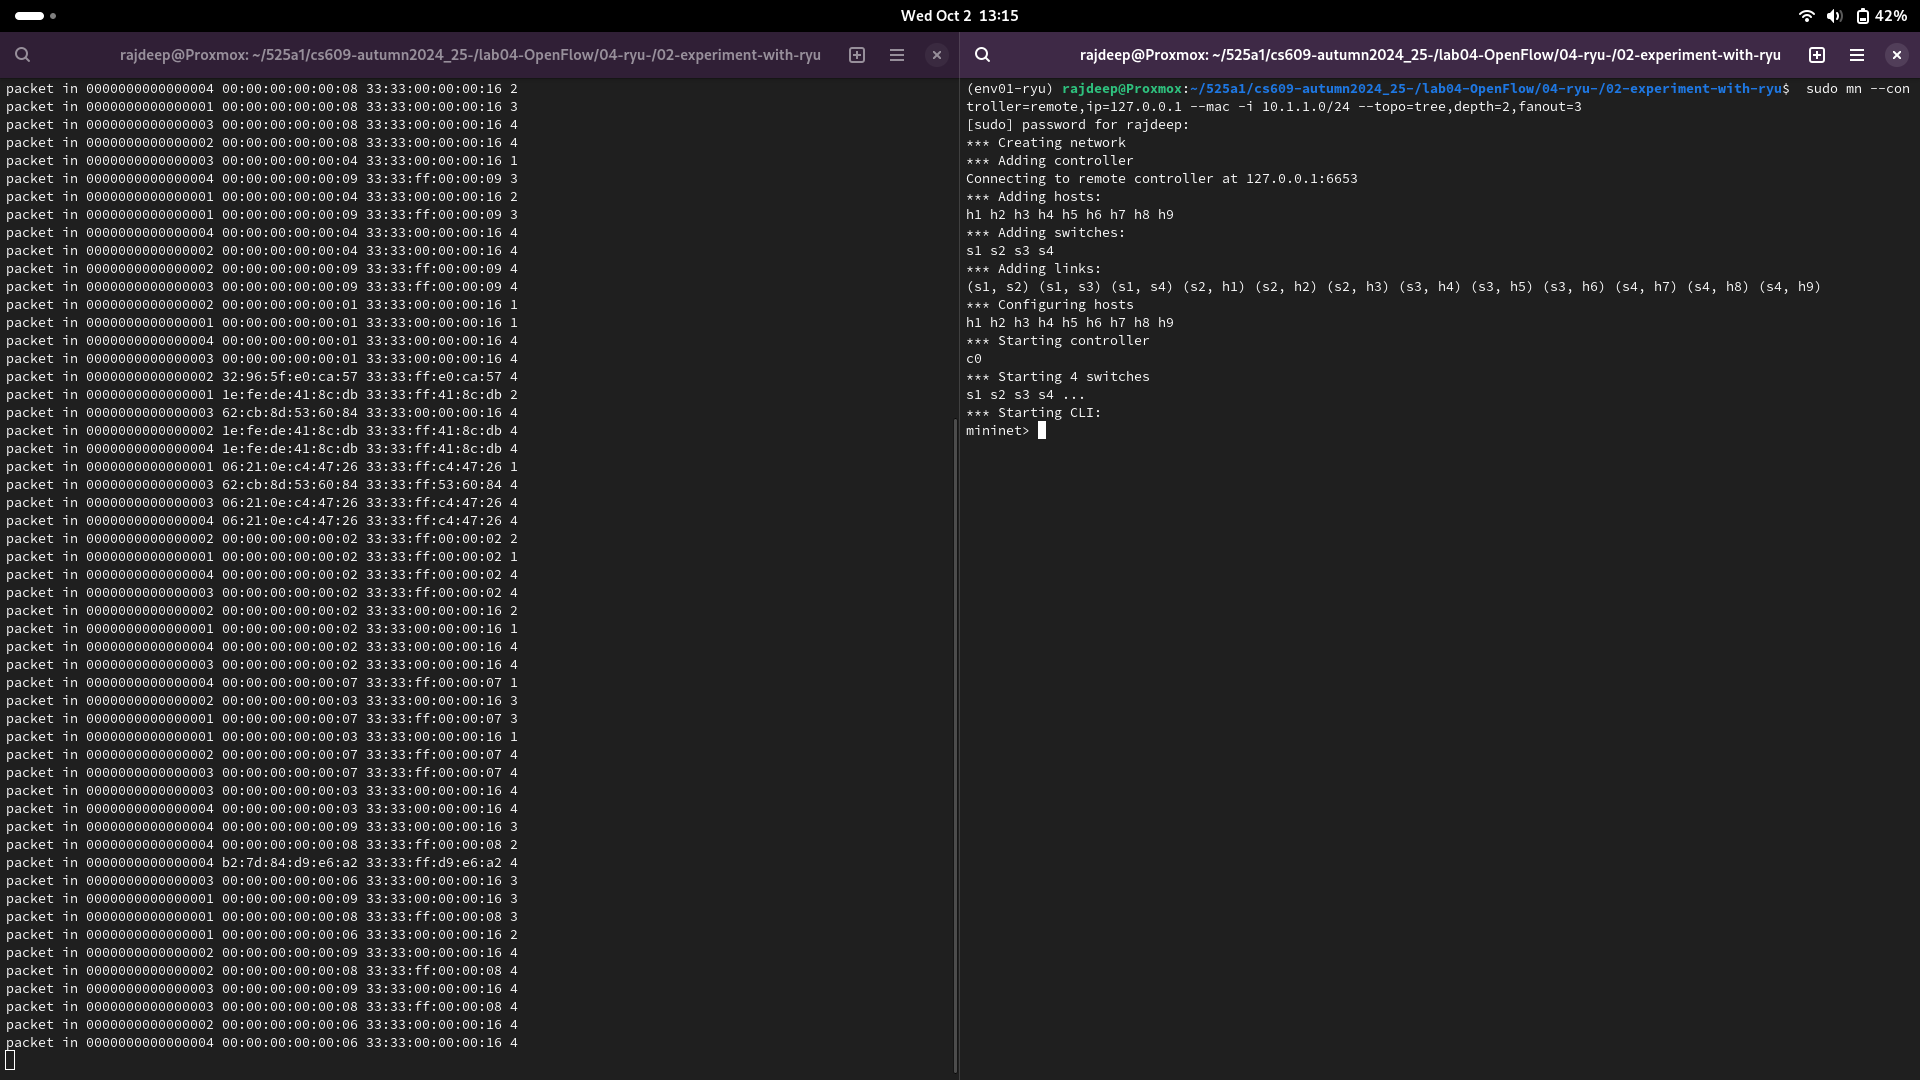 Wed Oct 2 13:15
42%
rajdeep@Proxmox: ~/525a1/cs609-autumn2024_25-/lab04-OpenFlow/04-ryu-/02-experiment-with-ryu
packet in 0000000000000004 00:00:00:00:00:08 33:33:00:00:00:16 2
packet in 0000000000000001 00:00:00:00:00:08 33:33:00:00:00:16 3
packet in 0000000000000003 00:00:00:00:00:08 33:33:00:00:00:16 4
packet in 0000000000000002 00:00:00:00:00:08 33:33:00:00:00:16 4
packet in 0000000000000003 00:00:00:00:00:04 33:33:00:00:00:16 1
packet in 0000000000000004 00:00:00:00:00:09 33:33:ff:00:00:09 3
packet in 0000000000000001 00:00:00:00:00:04 33:33:00:00:00:16 2
packet in 0000000000000001 00:00:00:00:00:09 33:33:ff:00:00:09 3
packet in 0000000000000004 00:00:00:00:00:04 33:33:00:00:00:16 4
packet in 0000000000000002 00:00:00:00:00:04 33:33:00:00:00:16 4
packet in 0000000000000002 00:00:00:00:00:09 33:33:ff:00:00:09 4
packet in 0000000000000003 00:00:00:00:00:09 33:33:ff:00:00:09 4
packet in 0000000000000002 00:00:00:00:00:01 33:33:00:00:00:16 1
packet in 0000000000000001 00:00:00:00:00:01 33:33:00:00:00:16 1
packet in 0000000000000004 00:00:00:00:00:01 33:33:00:00:00:16 4
packet in 0000000000000003 00:00:00:00:00:01 33:33:00:00:00:16 4
packet in 0000000000000002 32:96:5f:e0:ca:57 33:33:ff:e0:ca:57 4
packet in 0000000000000001 1e:fe:de:41:8c:db 33:33:ff:41:8c:db 2
packet in 0000000000000003 62:cb:8d:53:60:84 33:33:00:00:00:16 4
packet in 0000000000000002 1e:fe:de:41:8c:db 33:33:ff:41:8c:db 4
packet in 0000000000000004 1e:fe:de:41:8c:db 33:33:ff:41:8c:db 4
packet in 0000000000000001 06:21:0e:c4:47:26 33:33:ff:c4:47:26 1
packet in 0000000000000003 62:cb:8d:53:60:84 33:33:ff:53:60:84 4
packet in 0000000000000003 06:21:0e:c4:47:26 33:33:ff:c4:47:26 4
packet in 0000000000000004 06:21:0e:c4:47:26 33:33:ff:c4:47:26 4
packet in 0000000000000002 00:00:00:00:00:02 33:33:ff:00:00:02 2
packet in 0000000000000001 00:00:00:00:00:02 33:33:ff:00:00:02 1
packet in 0000000000000004 00:00:00:00:00:02 33:33:ff:00:00:02 4
packet in 0000000000000003 00:00:00:00:00:02 33:33:ff:00:00:02 4
packet in 0000000000000002 00:00:00:00:00:02 33:33:00:00:00:16 2
packet in 0000000000000001 00:00:00:00:00:02 33:33:00:00:00:16 1
packet in 0000000000000004 00:00:00:00:00:02 33:33:00:00:00:16 4
packet in 0000000000000003 00:00:00:00:00:02 33:33:00:00:00:16 4
packet in 0000000000000004 00:00:00:00:00:07 33:33:ff:00:00:07 1
packet in 0000000000000002 00:00:00:00:00:03 33:33:00:00:00:16 3
packet in 0000000000000001 00:00:00:00:00:07 33:33:ff:00:00:07 3
packet in 0000000000000001 00:00:00:00:00:03 33:33:00:00:00:16 1
packet in 0000000000000002 00:00:00:00:00:07 33:33:ff:00:00:07 4
packet in 0000000000000003 00:00:00:00:00:07 33:33:ff:00:00:07 4
packet in 0000000000000003 00:00:00:00:00:03 33:33:00:00:00:16 4
packet in 0000000000000004 00:00:00:00:00:03 33:33:00:00:00:16 4
packet in 0000000000000004 00:00:00:00:00:09 33:33:00:00:00:16 3
packet in 0000000000000004 00:00:00:00:00:08 33:33:ff:00:00:08 2
packet in 0000000000000004 b2:7d:84:d9:e6:a2 33:33:ff:d9:e6:a2 4
packet in 0000000000000003 00:00:00:00:00:06 33:33:00:00:00:16 3
packet in 0000000000000001 00:00:00:00:00:09 33:33:00:00:00:16 3
packet in 0000000000000001 00:00:00:00:00:08 33:33:ff:00:00:08 3
packet in 0000000000000001 00:00:00:00:00:06 33:33:00:00:00:16 2
packet in 0000000000000002 00:00:00:00:00:09 33:33:00:00:00:16 4
packet in 0000000000000002 00:00:00:00:00:08 33:33:ff:00:00:08 4
packet in 0000000000000003 00:00:00:00:00:09 33:33:00:00:00:16 4
packet in 0000000000000003 00:00:00:00:00:08 33:33:ff:00:00:08 4
packet in 0000000000000002 00:00:00:00:00:06 33:33:00:00:00:16 4
packet in 0000000000000004 00:00:00:00:00:06 33:33:00:00:00:16 4
rajdeep@Proxmox: ~/525a1/cs609-autumn2024_25-/lab04-OpenFlow/04-ryu-/02-experiment-with-ryu
(env01-ryu) rajdeep@Proxmox:~/525a1/cs609-autumn2024_25-/lab04-OpenFlow/04-ryu-/02-experiment-with-ryu$  sudo mn --con
troller=remote,ip=127.0.0.1 --mac -i 10.1.1.0/24 --topo=tree,depth=2,fanout=3
[sudo] password for rajdeep:
*** Creating network
*** Adding controller
Connecting to remote controller at 127.0.0.1:6653
*** Adding hosts:
h1 h2 h3 h4 h5 h6 h7 h8 h9
*** Adding switches:
s1 s2 s3 s4
*** Adding links:
(s1, s2) (s1, s3) (s1, s4) (s2, h1) (s2, h2) (s2, h3) (s3, h4) (s3, h5) (s3, h6) (s4, h7) (s4, h8) (s4, h9)
*** Configuring hosts
h1 h2 h3 h4 h5 h6 h7 h8 h9
*** Starting controller
c0
*** Starting 4 switches
s1 s2 s3 s4 ...
*** Starting CLI:
mininet>